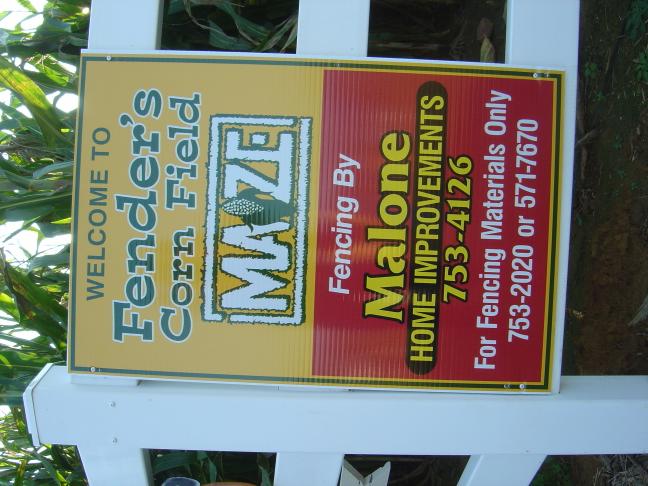 WELCOME TO
Fender's
Corn Field
MAZE
Fencing By
Malone
HOME IMPROVEMENTS
753-4126
For Fencing Materials Only
753-2020 or 571-7670